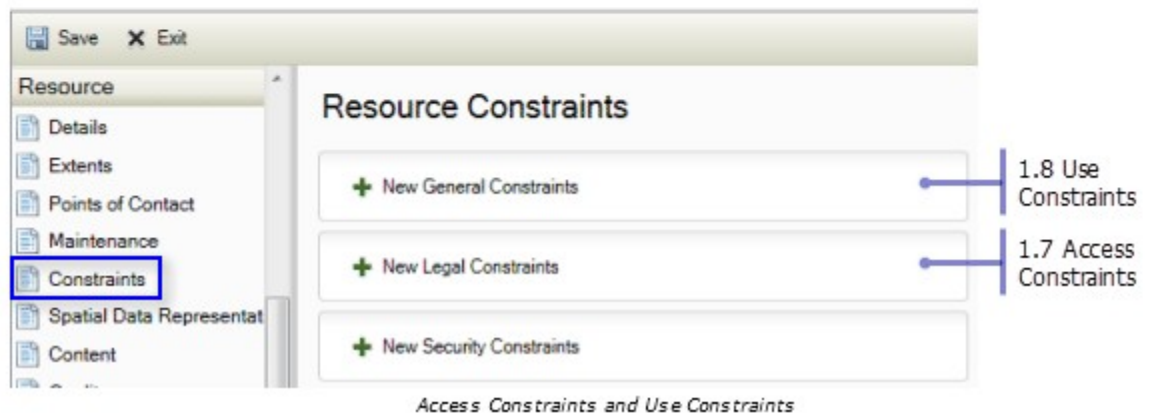 Save Exit
Resource
Details
Extents
Points of Contact
Maintenance
Constraints
Spatial Data Representat
Content
Resource Constraints
New General Constraints
New Legal Constraints
New Security Constraints
1.8 Use
Constraints
1.7 Access
Constraints
Access Constraints and Use Constraints